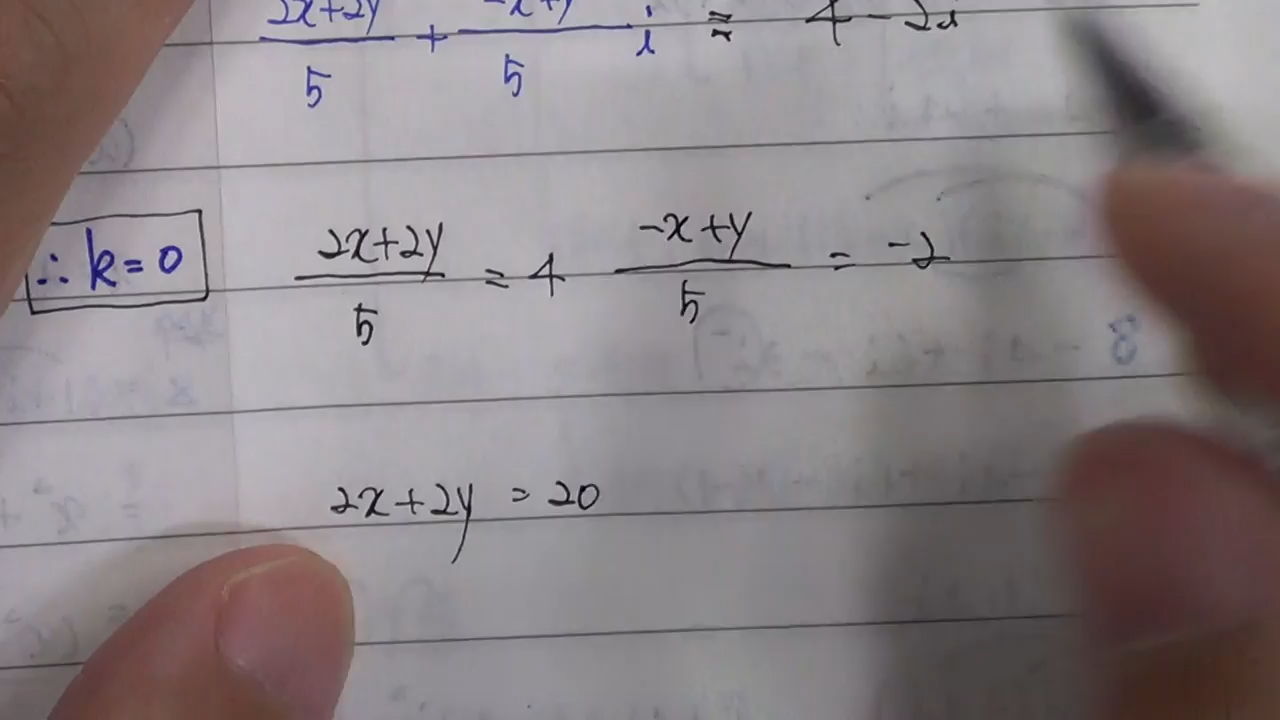 2x+2y/5 + -x+y/5 i = 4 - 2i
∴ k = 0
2x+2y/5 = 4 -x+y/5 = -2
2x+2y = 20